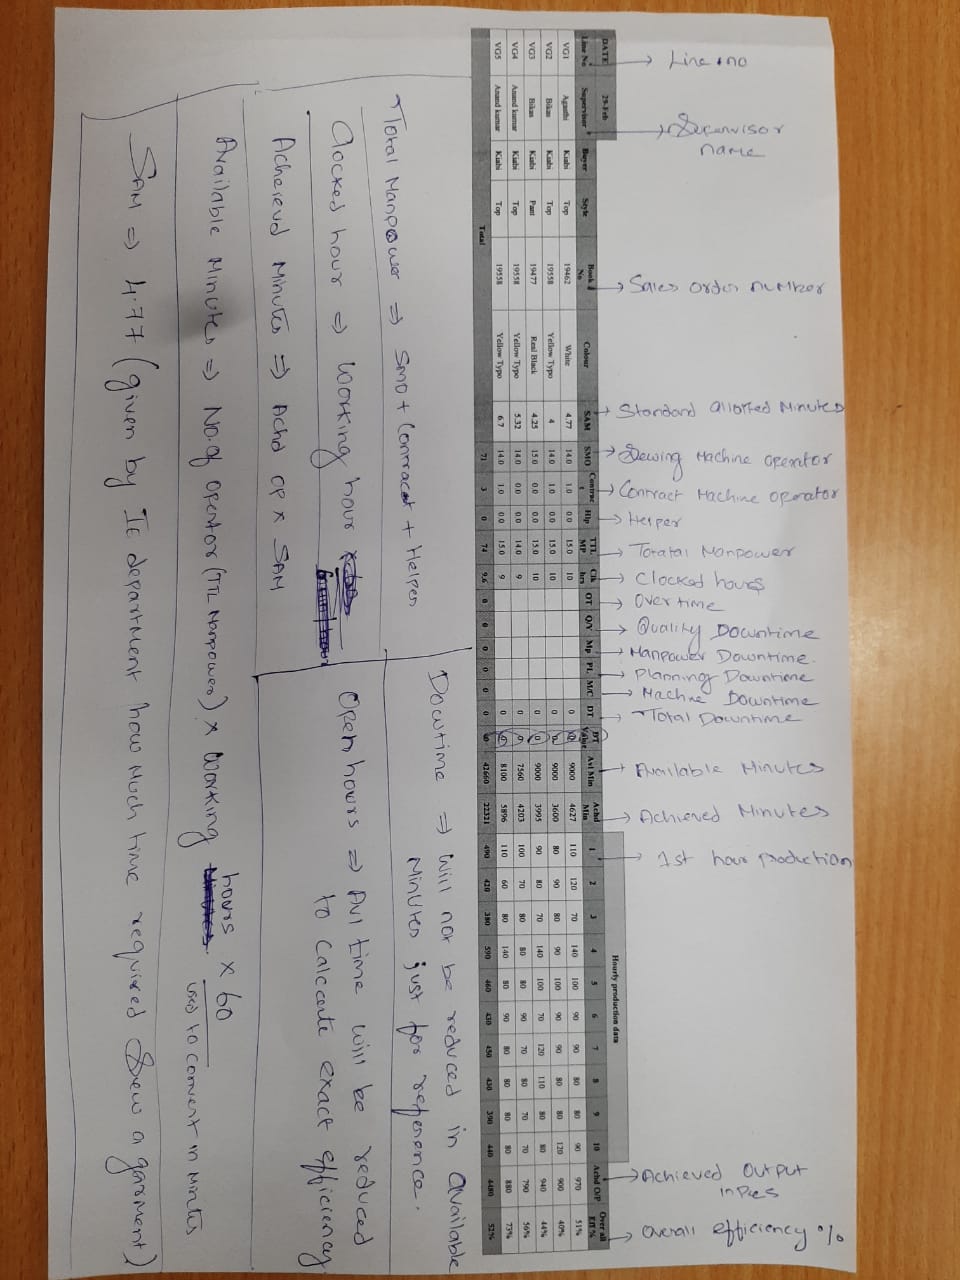 Line no
Supervisor name
Sales order number
Standard allotted Minutes
Sewing Machine operator
Contract Machine operator
Helper
Totatal Manpower
Clocked hours
Over time
Quality Downtime
Manpower Downtime
Planning Downtime
Machine Downtime
Total Downtime
Available Minutes
Achieved Minutes
1st hour production
Achieved Output in Pcs
Overall efficiency %
DATE 29-Feb Hourly production data
Line No Supervisor Buyer Style Book No Colour SAM SMO Contract Hlp TTL MP Clk hrs OT Q/Y Mp PL M/C DT DT Value Avl Min Achd Min 1 2 3 4 5 6 7 8 9 10 Achd O/P Over all Eff %
VG1 Agasthi Kiabi Top 19462 White 4.77 14.0 1.0 0.0 15.0 10 0 0 9000 4627 110 120 70 140 100 90 90 80 80 90 970 51%
VG2 Bikas Kiabi Top 19558 Yellow Typo 4 14.0 1.0 0.0 15.0 10 0 0 9000 3600 80 90 80 90 100 90 90 80 80 120 900 40%
VG3 Bikas Kiabi Pant 19477 Real Black 4.25 15.0 0.0 0.0 15.0 10 0 0 9000 3995 90 80 70 140 100 70 120 110 80 80 940 44%
VG4 Anand kumar Kiabi Top 19558 Yellow Typo 5.32 14.0 0.0 0.0 14.0 9 0 0 7560 4203 100 70 80 80 80 90 70 80 70 70 790 56%
VG5 Anand kumar Kiabi Top 19558 Yellow Typo 6.7 14.0 1.0 0.0 15.0 9 0 0 8100 5896 110 60 80 140 80 90 80 80 80 80 880 73%
Total 71 3 0 74 9.6 0 0 0 0 0 0 0 42660 22321 490 420 380 590 460 430 450 430 390 440 4480 52%
Total Manpower ⇒ SMO + Contracat + Helper
Clocked hour ⇒ Working hour
Achereivd Minutes ⇒ Achd OP x SAM
Dowtime ⇒ Will not be reduced in available
Minutes just for reference.
Open hours ⇒ Avl time will be reduced
to calccute exact efficiency
Available Minutes ⇒ No. of opertor (TTL Manpower) x Working hours x 60
used to convert in Mintes
SAM ⇒ 4.77 (given by IE department how much time required Sew a garment)